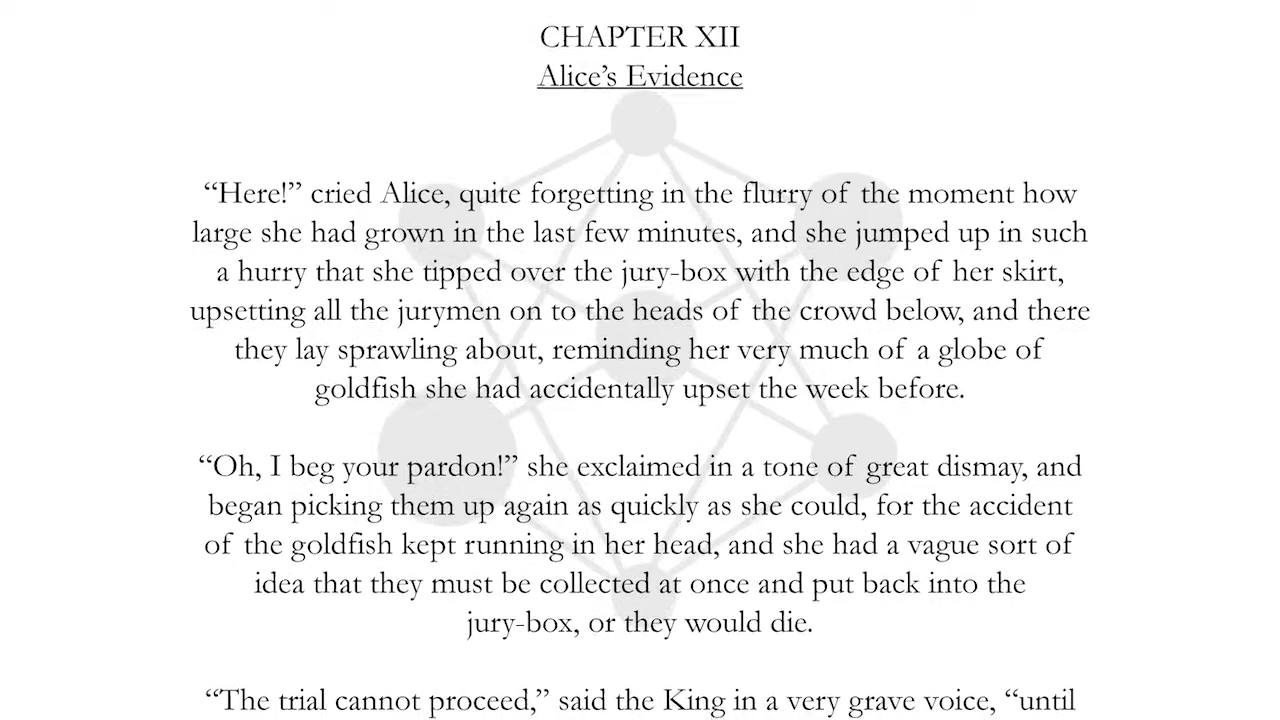 CHAPTER XII
Alice’s Evidence
“Here!” cried Alice, quite forgetting in the flurry of the moment how
large she had grown in the last few minutes, and she jumped up in such
a hurry that she tipped over the jury-box with the edge of her skirt,
upsetting all the jurymen on to the heads of the crowd below, and there
they lay sprawling about, reminding her very much of a globe of
goldfish she had accidentally upset the week before.
“Oh, I beg your pardon!” she exclaimed in a tone of great dismay, and
began picking them up again as quickly as she could, for the accident
of the goldfish kept running in her head, and she had a vague sort of
idea that they must be collected at once and put back into the
jury-box, or they would die.
“The trial cannot proceed,” said the King in a very grave voice, “until